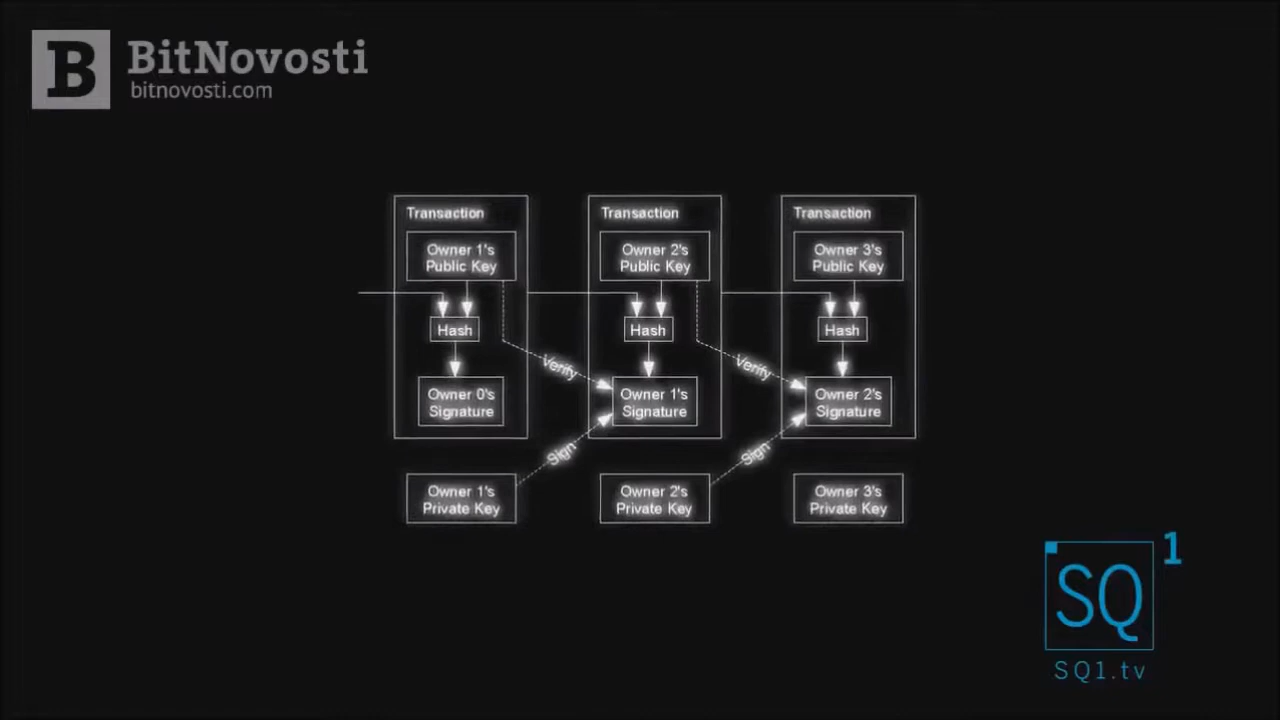 B
BitNovosti
bitnovosti.com
Transaction
Owner 1's
Public Key
Hash
Owner 0's
Signature
Transaction
Owner 2's
Public Key
Hash
Verify
Owner 1's
Signature
Sign
Transaction
Owner 3's
Public Key
Hash
Verify
Owner 2's
Signature
Sign
Owner 1's
Private Key
Owner 2's
Private Key
Owner 3's
Private Key
SQ1
SQ1.tv